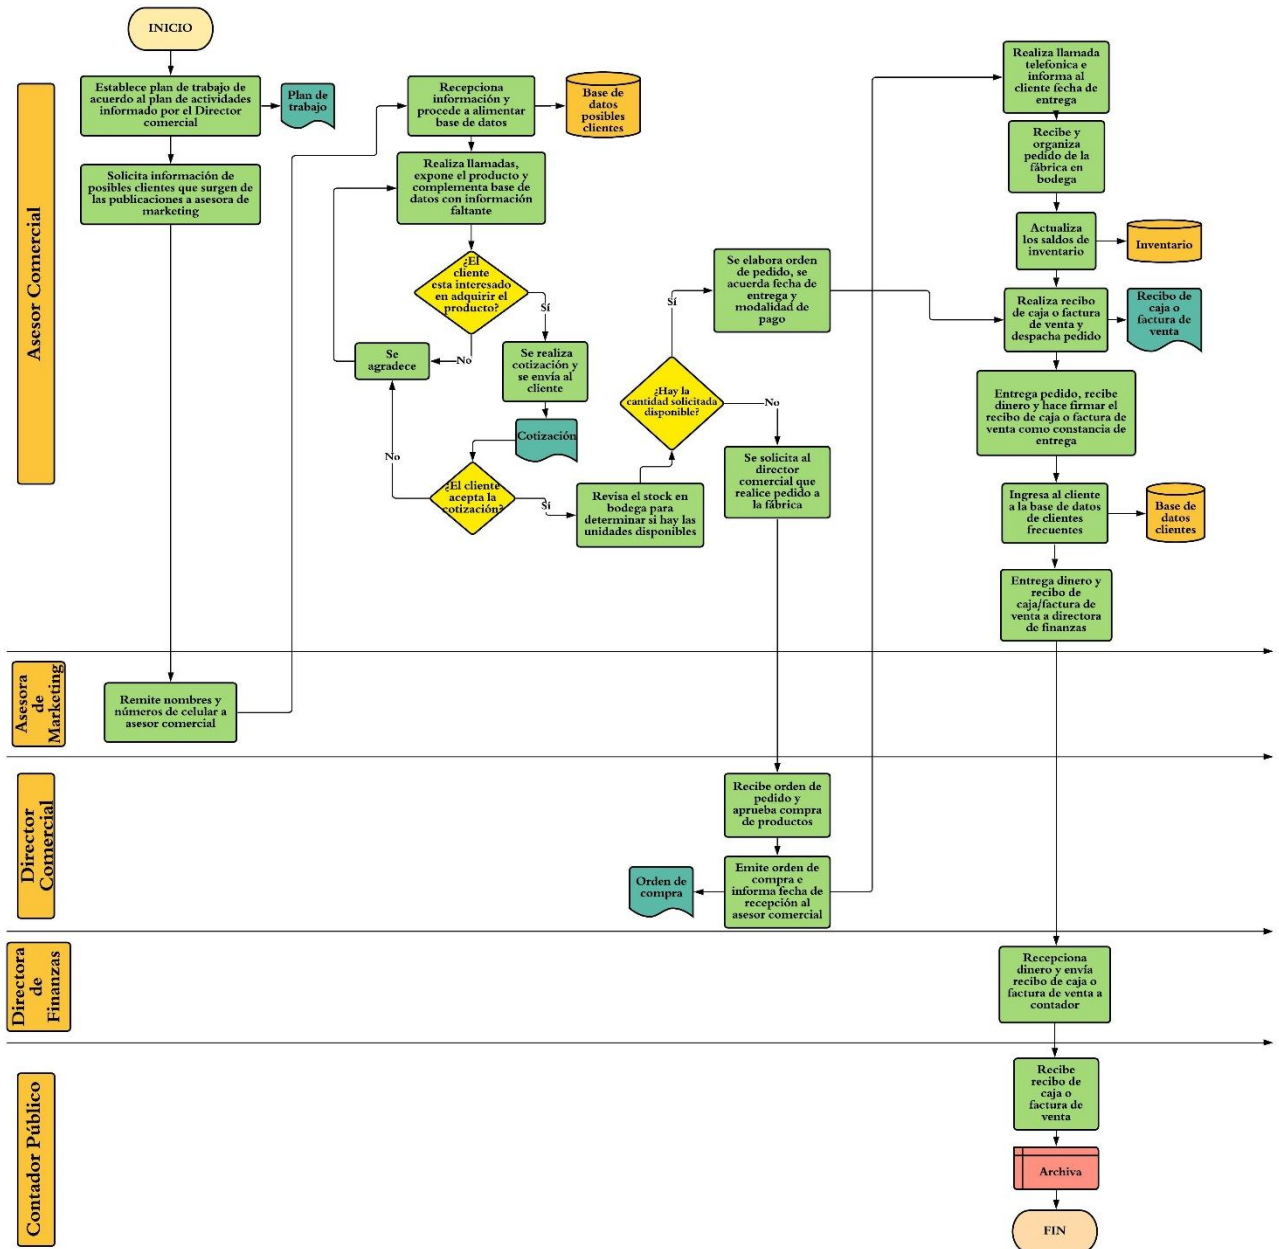 INICIO
Asesor Comercial
Establece plan de trabajo de
acuerdo al plan de actividades
informado por el Director
comercial
Plan de
trabajo
Solicita información de
posibles clientes que surgen de
las publicaciones a asesora de
marketing
Recepciona
información y
procede a alimentar
base de datos
Base de
datos
posibles
clientes
Realiza llamadas,
expone el producto y
complementa base de
datos con información
faltante
¿El
cliente
esta interesado
en adquirir el
producto?
Sí
No
Se
agradece
Se realiza
cotización y
se envía al
cliente
Cotización
No
¿El cliente
acepta la
cotización?
Sí
Revisa el stock en
bodega para
determinar si hay las
unidades disponibles
¿Hay la
cantidad solicitada
disponible?
Sí
No
Se elabora orden
de pedido, se
acuerda fecha de
entrega y
modalidad de
pago
Se solicita al
director
comercial que
realice pedido a
la fábrica
Realiza llamada
telefonica e
informa al
cliente fecha de
entrega
Recibe y
organiza
pedido de la
fábrica en
bodega
Actualiza
los saldos de
inventario
Inventario
Realiza recibo
de caja o factura
de venta y
despacha pedido
Recibo de
caja o
factura de
venta
Entrega pedido, recibe
dinero y hace firmar el
recibo de caja o factura de
venta como constancia de
entrega
Ingresa al cliente
a la base de datos
de clientes
frecuentes
Base de
datos
clientes
Entrega dinero y
recibo de
caja/factura de
venta a directora
de finanzas
Asesora
de
Marketing
Remite nombres y
números de celular a
asesor comercial
Director
Comercial
Recibe orden de
pedido y
aprueba compra
de productos
Emite orden de
compra e
informa fecha de
recepción al
asesor comercial
Orden de
compra
Directora
de
Finanzas
Recepciona
dinero y envía
recibo de caja o
factura de venta a
contador
Contador Público
Recibe
recibo de
caja o
factura de
venta
Archiva
FIN